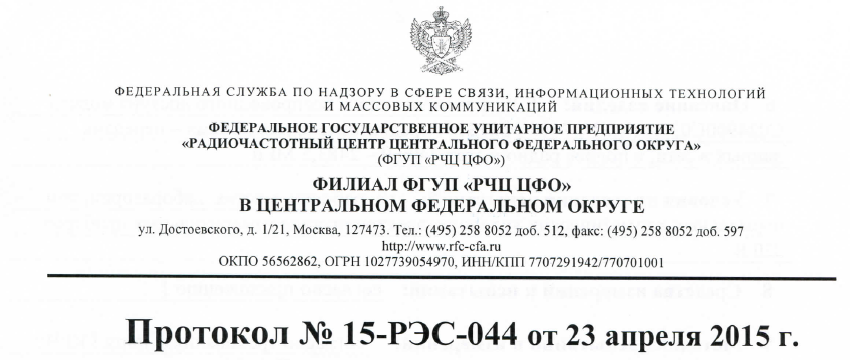 ФЕДЕРАЛЬНАЯ СЛУЖБА ПО НАДЗОРУ В СФЕРЕ СВЯЗИ, ИНФОРМАЦИОННЫХ ТЕХНОЛОГИЙ
И МАССОВЫХ КОММУНИКАЦИЙ
ФЕДЕРАЛЬНОЕ ГОСУДАРСТВЕННОЕ УНИТАРНОЕ ПРЕДПРИЯТИЕ
«РАДИОЧАСТОТНЫЙ ЦЕНТР ЦЕНТРАЛЬНОГО ФЕДЕРАЛЬНОГО ОКРУГА»
(ФГУП «РЧЦ ЦФО»)
ФИЛИАЛ ФГУП «РЧЦ ЦФО»
В ЦЕНТРАЛЬНОМ ФЕДЕРАЛЬНОМ ОКРУГЕ
ул. Достоевского, д. 1/21, Москва, 127473. Тел.: (495) 258 8052 доб. 512, факс: (495) 258 8052 доб. 597
http://www.rfc-cfa.ru
ОКПО 56562862, ОГРН 1027739054970, ИНН/КПП 7707291942/770701001
Протокол № 15-РЭС-044 от 23 апреля 2015 г.